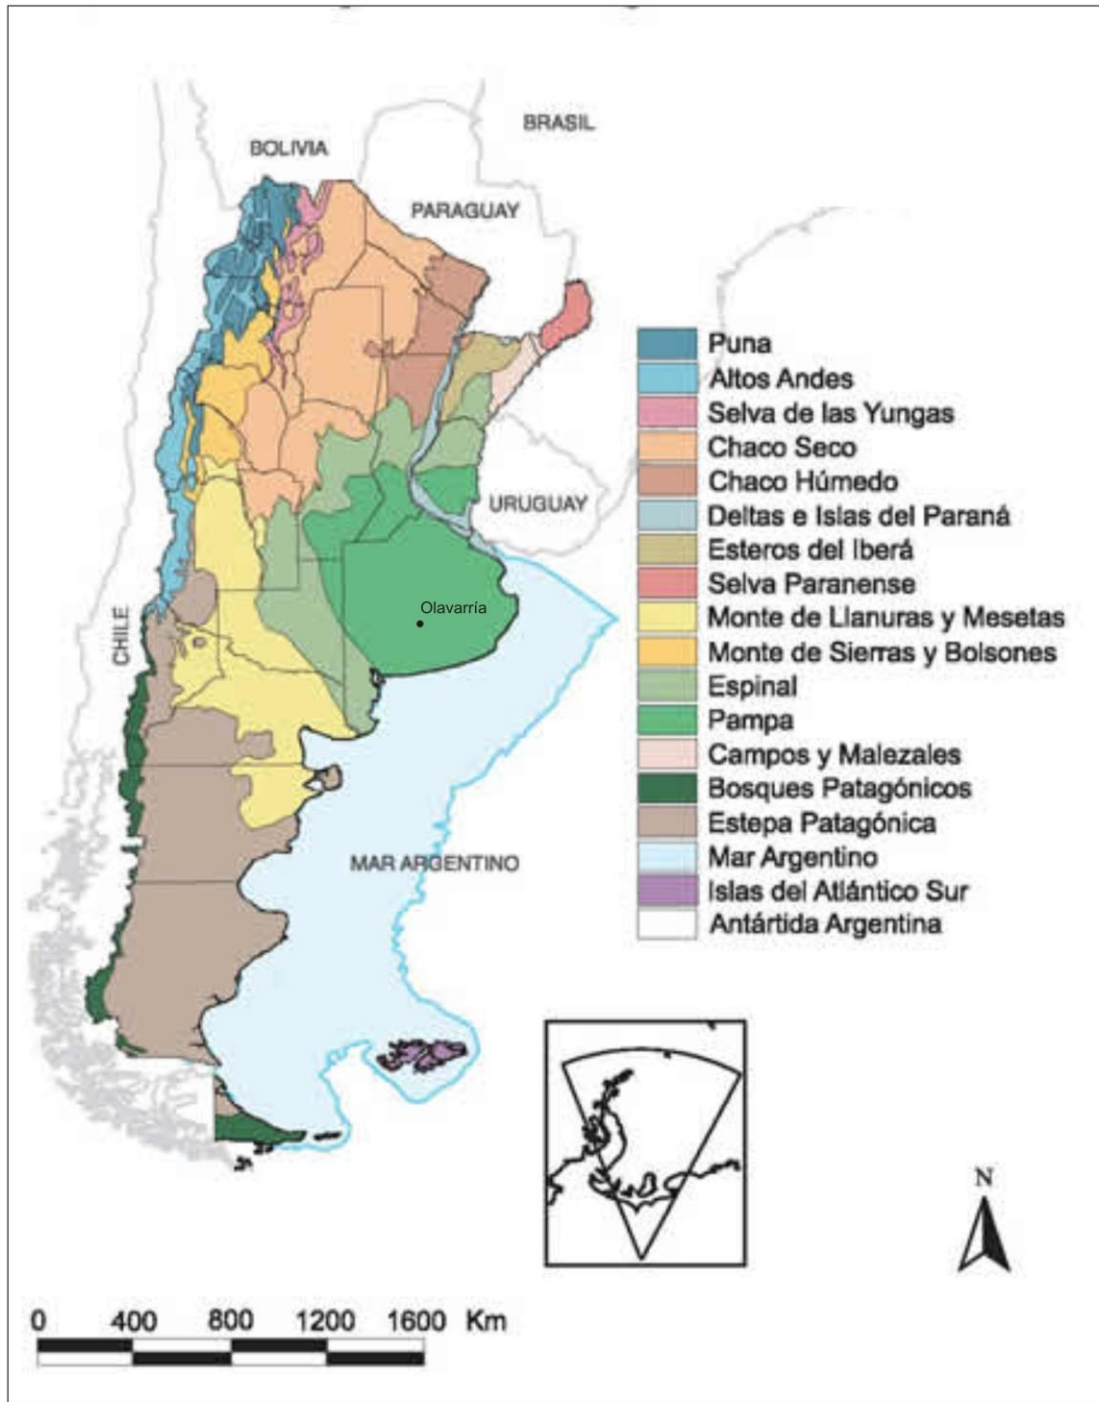 BRASIL
BOLIVIA
PARAGUAY
URUGUAY
CHILE
Olavarría
MAR ARGENTINO
Puna
Altos Andes
Selva de las Yungas
Chaco Seco
Chaco Húmedo
Deltas e Islas del Paraná
Esteros del Iberá
Selva Paranense
Monte de Llanuras y Mesetas
Monte de Sierras y Bolsones
Espinal
Pampa
Campos y Malezales
Bosques Patagónicos
Estepa Patagónica
Mar Argentino
Islas del Atlántico Sur
Antártida Argentina
N
0 400 800 1200 1600 Km